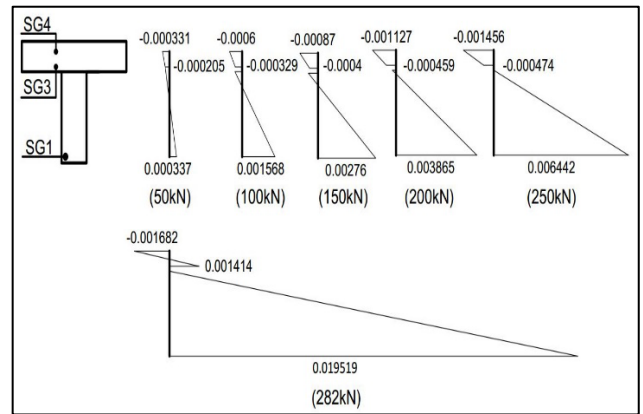 SG4
SG3
SG1
-0.000331
-0.000205
0.000337
(50kN)
-0.0006
-0.000329
0.001568
(100kN)
-0.00087
-0.0004
0.00276
(150kN)
-0.001127
-0.000459
0.003865
(200kN)
-0.001456
-0.000474
0.006442
(250kN)
-0.001682
0.001414
0.019519
(282kN)